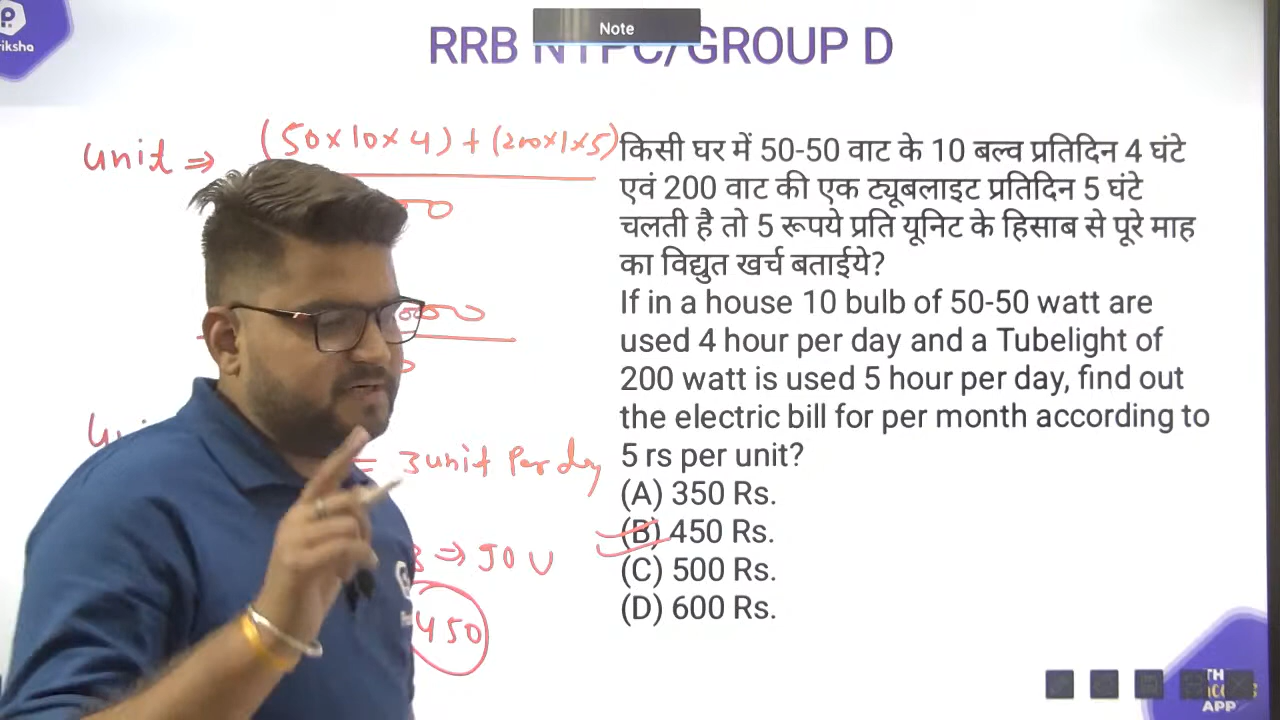 Note
RRB NTPC/GROUP D
unit ⇒ (50×10×4) + (200×1×5)
किसी घर में 50-50 वाट के 10 बल्व प्रतिदिन 4 घंटे
एवं 200 वाट की एक ट्यूबलाइट प्रतिदिन 5 घंटे
चलती है तो 5 रूपये प्रति यूनिट के हिसाब से पूरे माह
का विद्युत खर्च बताईये?
If in a house 10 bulb of 50-50 watt are
used 4 hour per day and a Tubelight of
200 watt is used 5 hour per day, find out
the electric bill for per month according to
5 rs per unit?
(A) 350 Rs.
(B) 450 Rs.
(C) 500 Rs.
(D) 600 Rs.
= 3 unit Per day
⇒ 90 U
450
APP